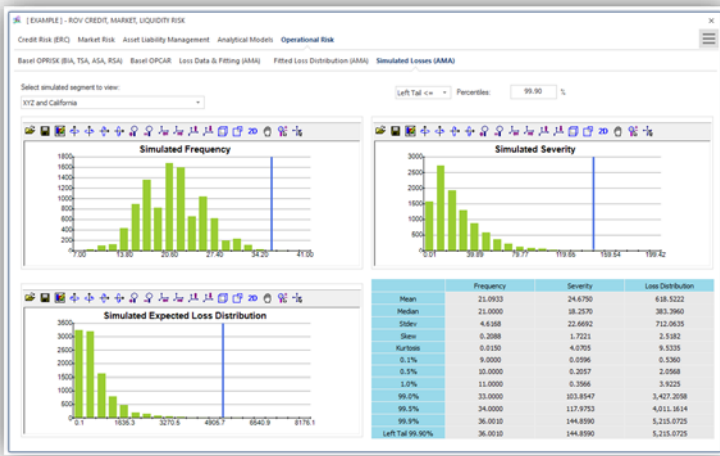 [EXAMPLE] - ROV CREDIT, MARKET, LIQUIDITY RISK
Credit Risk (ERC) Market Risk Asset Liability Management Analytical Models Operational Risk
Basel OPRISK (BIA, TSA, ASA, RSA) Basel OPCAR Loss Data & Fitting (AMA) Fitted Loss Distribution (AMA) Simulated Losses (AMA)
Select simulated segment to view:
XYZ and California
Left Tail <= Percentiles: 99.90 %
2D
Simulated Frequency
1800
1600
1400
1200
1000
800
600
400
200
0
7.00 13.80 20.60 27.40 34.20 41.00
2D
Simulated Severity
3000
2500
2000
1500
1000
500
0
0.01 39.89 79.77 119.65 159.54 199.42
2D
Simulated Expected Loss Distribution
3600
3000
2400
1800
1200
600
0
0.1 1635.3 3270.5 4905.7 6540.9 8176.1
Frequency Severity Loss Distribution
Mean 21.0933 24.6750 618.5222
Median 21.0000 18.2570 383.3960
Stdev 4.6168 22.6692 712.0635
Skew 0.2088 1.7221 2.5182
Kurtosis 0.0150 4.0705 9.5335
0.1% 9.0000 0.0596 0.5360
0.5% 10.0000 0.2057 2.0568
1.0% 11.0000 0.3566 3.9225
99.0% 33.0000 103.8547 3,427.2058
99.5% 34.0000 117.9753 4,011.1614
99.9% 36.0010 144.8590 5,215.0725
Left Tail 99.90% 36.0010 144.8590 5,215.0725